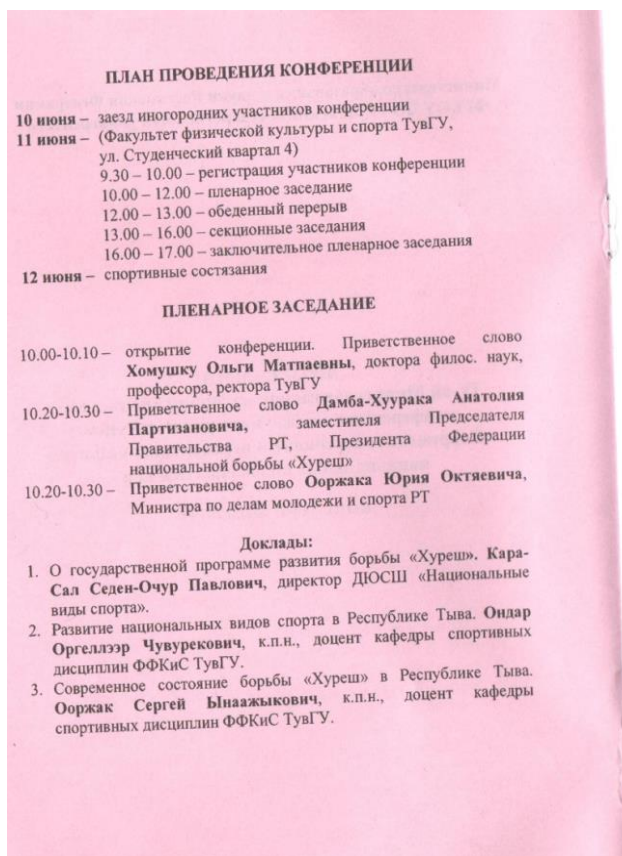 ПЛАН ПРОВЕДЕНИЯ КОНФЕРЕНЦИИ
10 июня – заезд иногородних участников конференции
11 июня – (Факультет физической культуры и спорта ТувГУ,
ул. Студенческий квартал 4)
9.30 – 10.00 – регистрация участников конференции
10.00 – 12.00 – пленарное заседание
12.00 – 13.00 – обеденный перерыв
13.00 – 16.00 – секционные заседания
16.00 – 17.00 – заключительное пленарное заседания
12 июня – спортивные состязания
ПЛЕНАРНОЕ ЗАСЕДАНИЕ
10.00-10.10 – открытие конференции. Приветственное слово
Хомушку Ольги Матпаевны, доктора филос. наук,
профессора, ректора ТувГУ
10.20-10.30 – Приветственное слово Дамба-Хуурака Анатолия
Партизановича, заместителя Председателя
Правительства РТ, Президента Федерации
национальной борьбы «Хуреш»
10.20-10.30 – Приветственное слово Ооржака Юрия Октяевича,
Министра по делам молодежи и спорта РТ
Доклады:
1. О государственной программе развития борьбы «Хуреш». Кара-
Сал Седен-Очур Павлович, директор ДЮСШ «Национальные
виды спорта».
2. Развитие национальных видов спорта в Республике Тыва. Ондар
Оргеллээр Чувурекович, к.п.н., доцент кафедры спортивных
дисциплин ФФКиС ТувГУ.
3. Современное состояние борьбы «Хуреш» в Республике Тыва.
Ооржак Сергей Ынаажыкович, к.п.н., доцент кафедры
спортивных дисциплин ФФКиС ТувГУ.